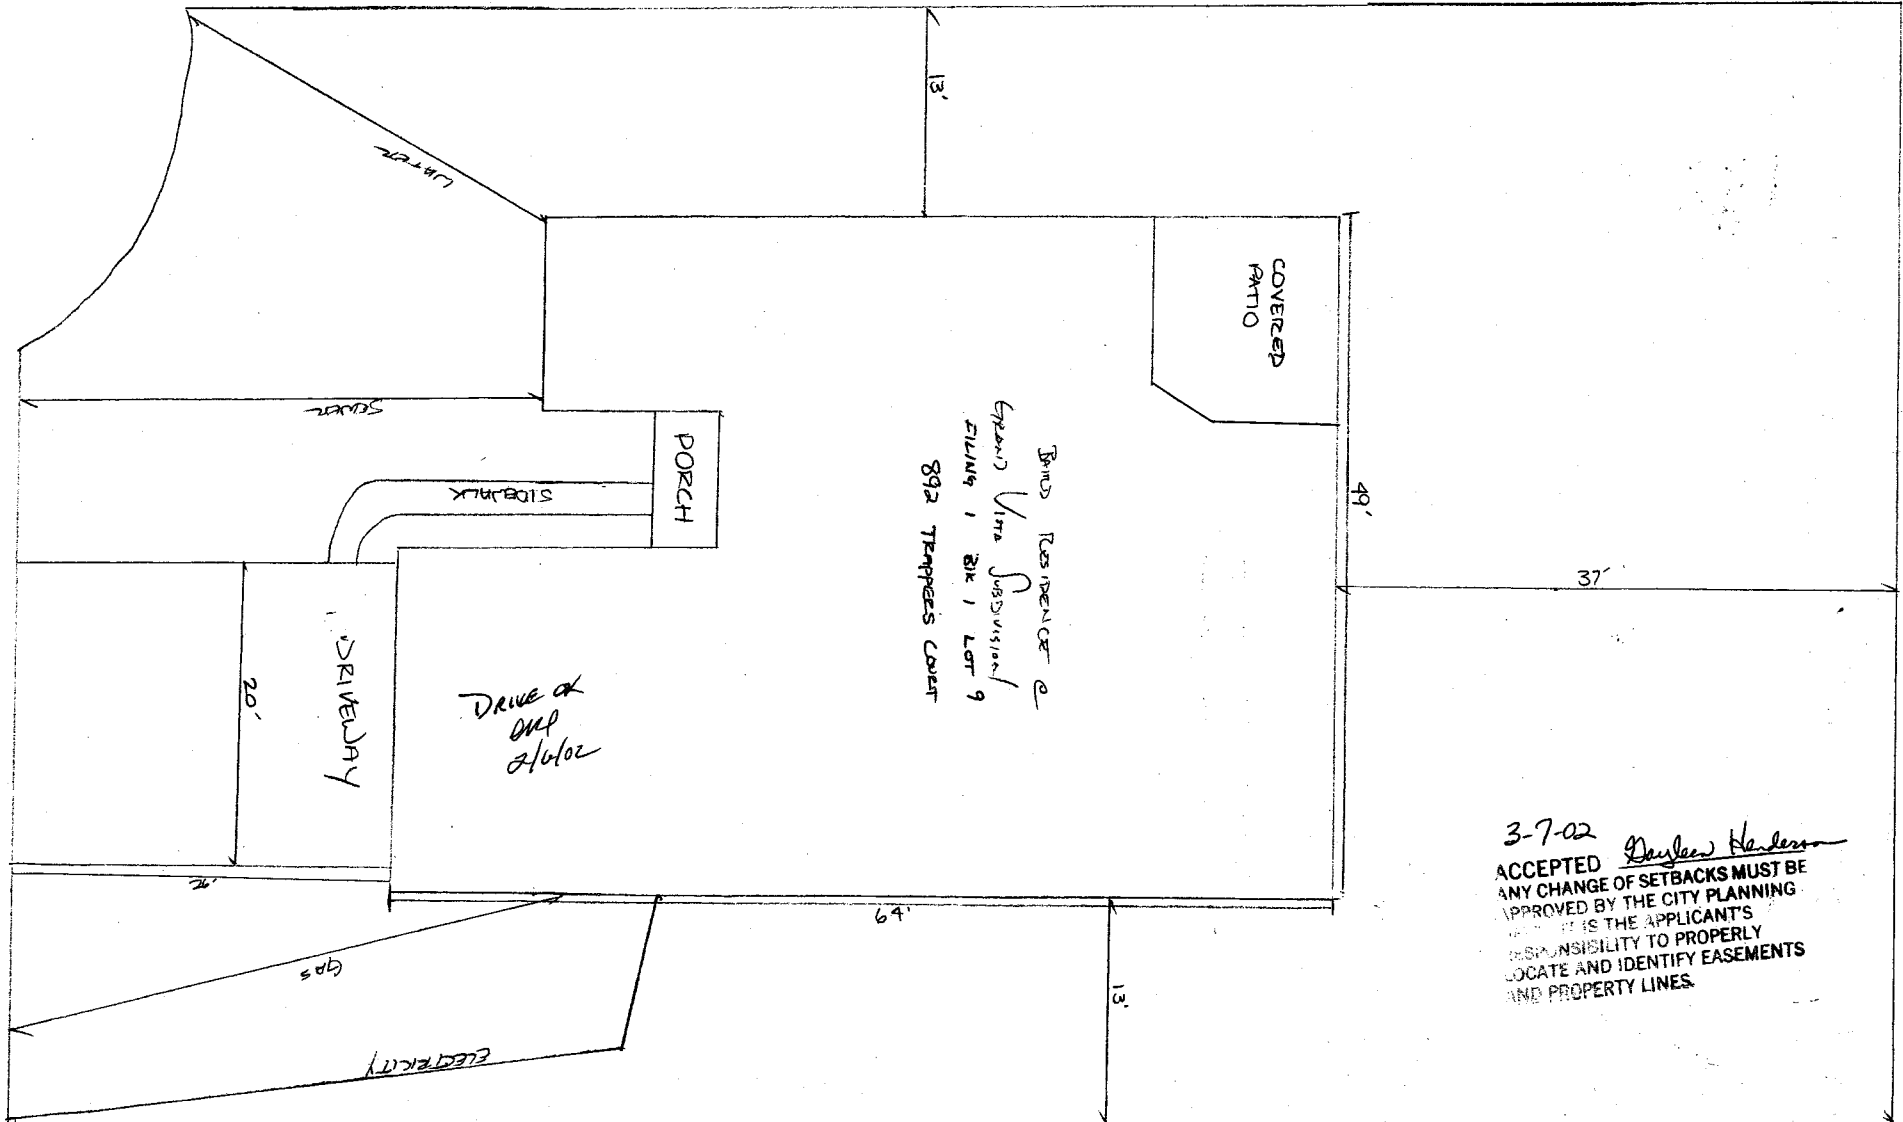 13'
WATER
COVERED
PATIO
49'
37'
SEWER
PORCH
SIDEWALK
RESIDENCE @
GRAND VISTA SUBDIVISION
FILING 1 BlK 1 LOT 9
892 TRAPPERS COURT
DRIVEWAY
20'
DRIVE OK
2/6/02
64'
13'
GAS
ELECTRICITY
3-7-02
ACCEPTED Gayleen Henderson
ANY CHANGE OF SETBACKS MUST BE
APPROVED BY THE CITY PLANNING
IT IS THE APPLICANT'S
RESPONSIBILITY TO PROPERLY
LOCATE AND IDENTIFY EASEMENTS
AND PROPERTY LINES.